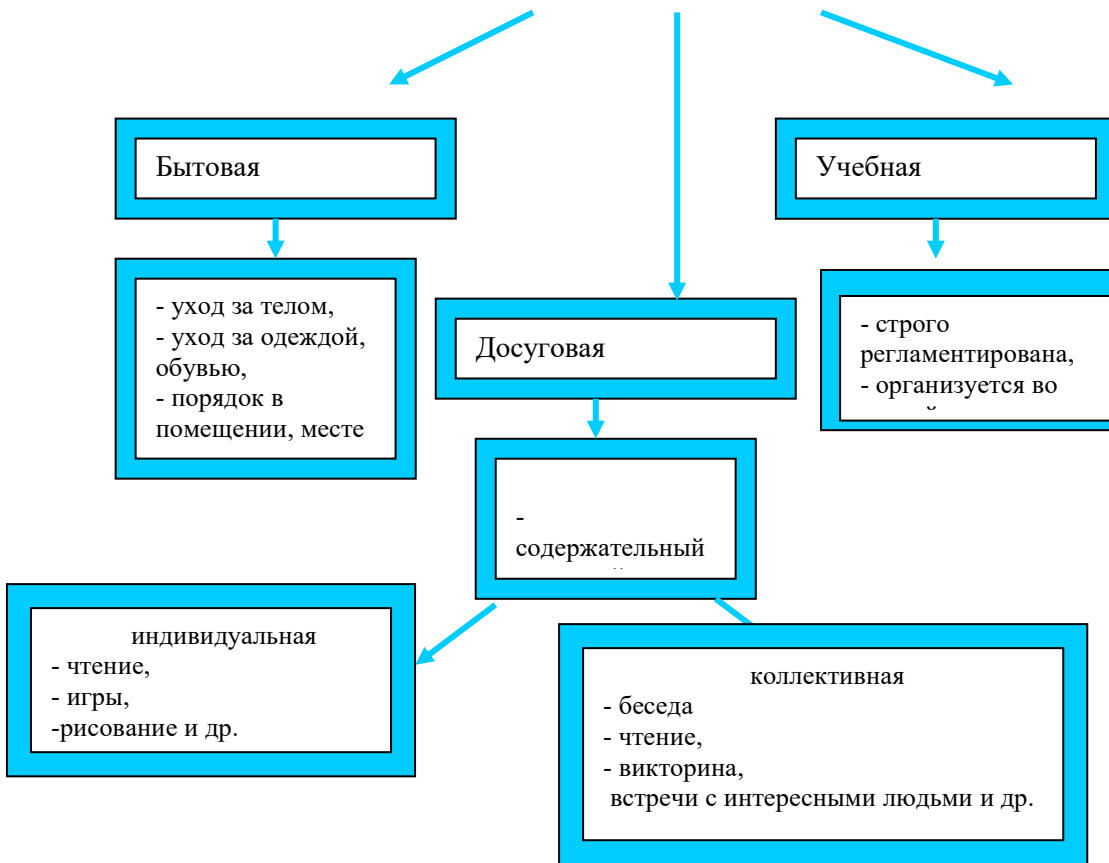 Бытовая
Учебная
- уход за телом,
- уход за одеждой,
обувью,
- порядок в
помещении, месте
Досуговая
- строго
регламентирована,
- организуется во
-
содержательный
индивидуальная
- чтение,
- игры,
-рисование и др.
коллективная
- беседа
- чтение,
- викторина,
встречи с интересными людьми и др.